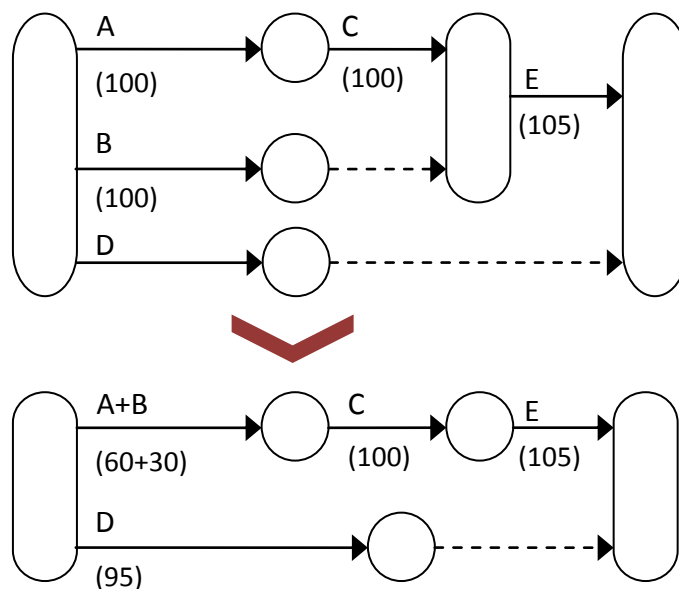 A C
(100) (100)
E
(105)
B
(100)
D
A+B C E
(60+30) (100) (105)
D
(95)